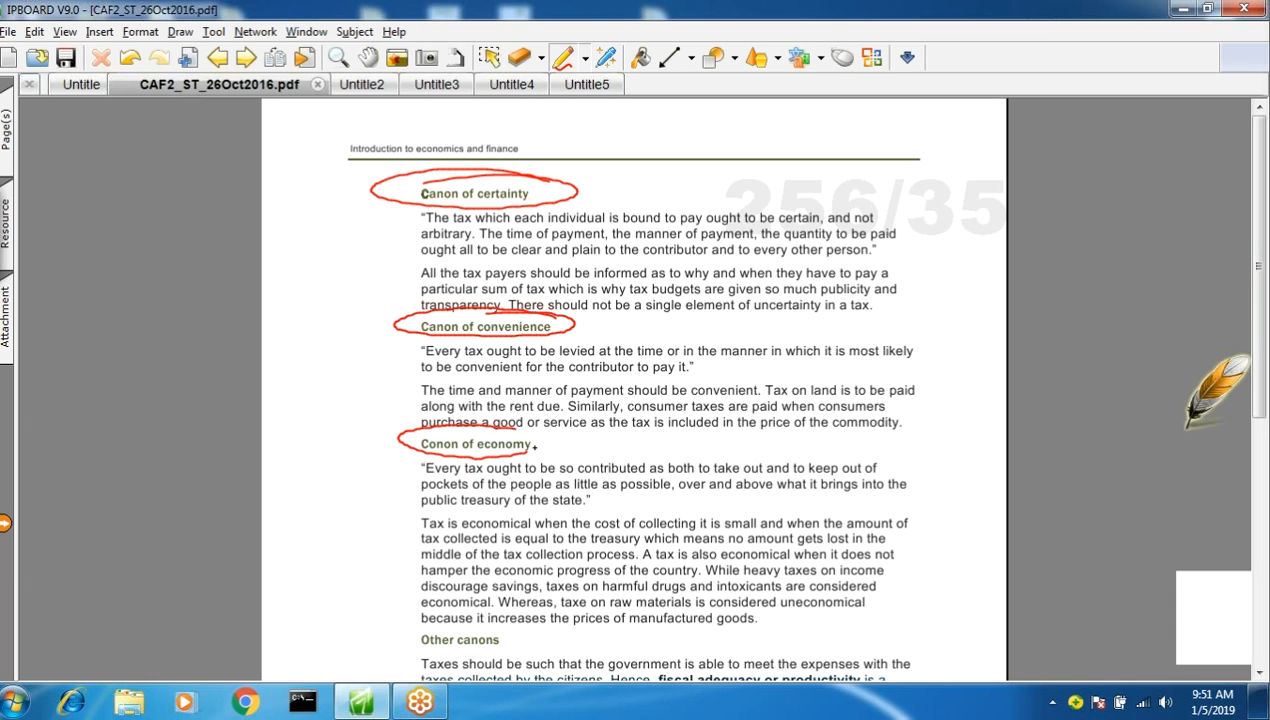 IPBOARD V9.0 - [CAF2_ST_26Oct2016.pdf]
File Edit View Insert Format Draw Tool Network Window Subject Help
Untitle CAF2_ST_26Oct2016.pdf Untitle2 Untitle3 Untitle4 Untitle5
Page(s)
Resource
Attachment
Introduction to economics and finance
256/35
Canon of certainty
“The tax which each individual is bound to pay ought to be certain, and not
arbitrary. The time of payment, the manner of payment, the quantity to be paid
ought all to be clear and plain to the contributor and to every other person.”
All the tax payers should be informed as to why and when they have to pay a
particular sum of tax which is why tax budgets are given so much publicity and
transparency. There should not be a single element of uncertainty in a tax.
Canon of convenience
“Every tax ought to be levied at the time or in the manner in which it is most likely
to be convenient for the contributor to pay it.”
The time and manner of payment should be convenient. Tax on land is to be paid
along with the rent due. Similarly, consumer taxes are paid when consumers
purchase a good or service as the tax is included in the price of the commodity.
Conon of economy
“Every tax ought to be so contributed as both to take out and to keep out of
pockets of the people as little as possible, over and above what it brings into the
public treasury of the state.”
Tax is economical when the cost of collecting it is small and when the amount of
tax collected is equal to the treasury which means no amount gets lost in the
middle of the tax collection process. A tax is also economical when it does not
hamper the economic progress of the country. While heavy taxes on income
discourage savings, taxes on harmful drugs and intoxicants are considered
economical. Whereas, taxe on raw materials is considered uneconomical
because it increases the prices of manufactured goods.
Other canons
Taxes should be such that the government is able to meet the expenses with the
taxes collected by the citizens. Hence, fiscal adequacy or productivity is a
9:51 AM
1/5/2019